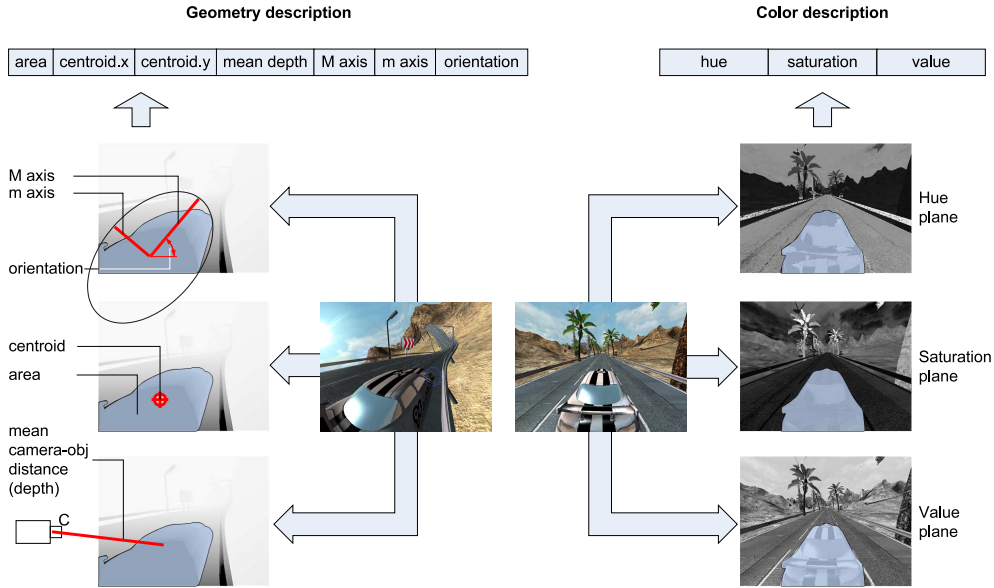 Geometry description
Color description
area centroid.x centroid.y mean depth M axis m axis orientation
hue saturation value
M axis
m axis
orientation
Hue
plane
centroid
area
Saturation
plane
mean
camera-obj
distance
(depth)
C
Value
plane